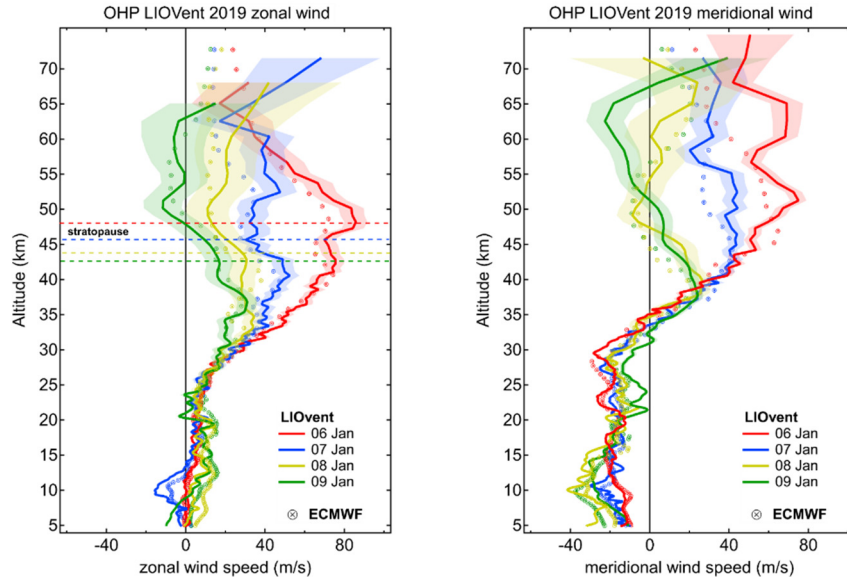 OHP LIOVent 2019 zonal wind
70
65
60
55
50
45
40
35
30
25
20
15
10
5
Altitude (km)
stratopause
LIOvent
06 Jan
07 Jan
08 Jan
09 Jan
ECMWF
-40 0 40 80
zonal wind speed (m/s)
OHP LIOVent 2019 meridional wind
70
65
60
55
50
45
40
35
30
25
20
15
10
5
Altitude (km)
LIOvent
06 Jan
07 Jan
08 Jan
09 Jan
ECMWF
-40 0 40 80
meridional wind speed (m/s)